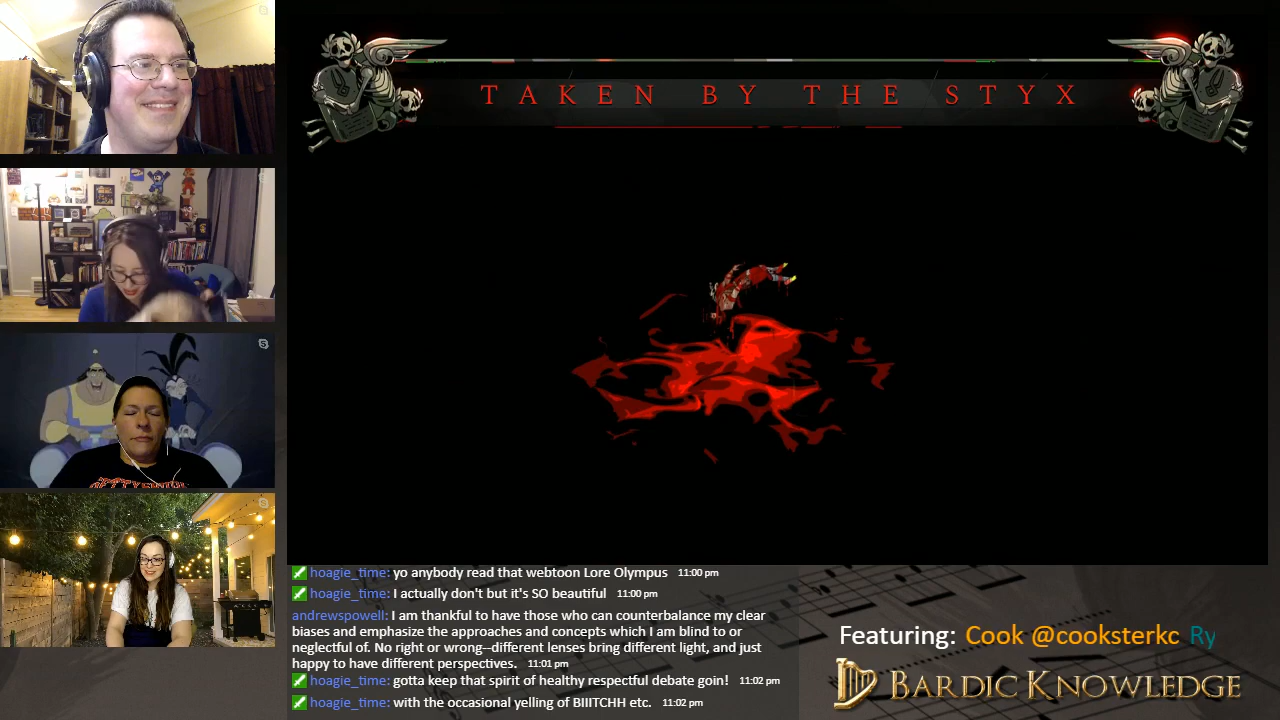 TAKEN BY THE STYX
hoagie_time: yo anybody read that webtoon Lore Olympus 11:00 pm
hoagie_time: I actually don't but it's SO beautiful 11:00 pm
andrewspowell: I am thankful to have those who can counterbalance my clear
biases and emphasize the approaches and concepts which I am blind to or
neglectful of. No right or wrong--different lenses bring different light, and just
happy to have different perspectives. 11:01 pm
hoagie_time: gotta keep that spirit of healthy respectful debate goin! 11:02 pm
hoagie_time: with the occasional yelling of BIIITCHH etc. 11:02 pm
Featuring: Cook @cooksterkc Ry
BARDIC KNOWLEDGE